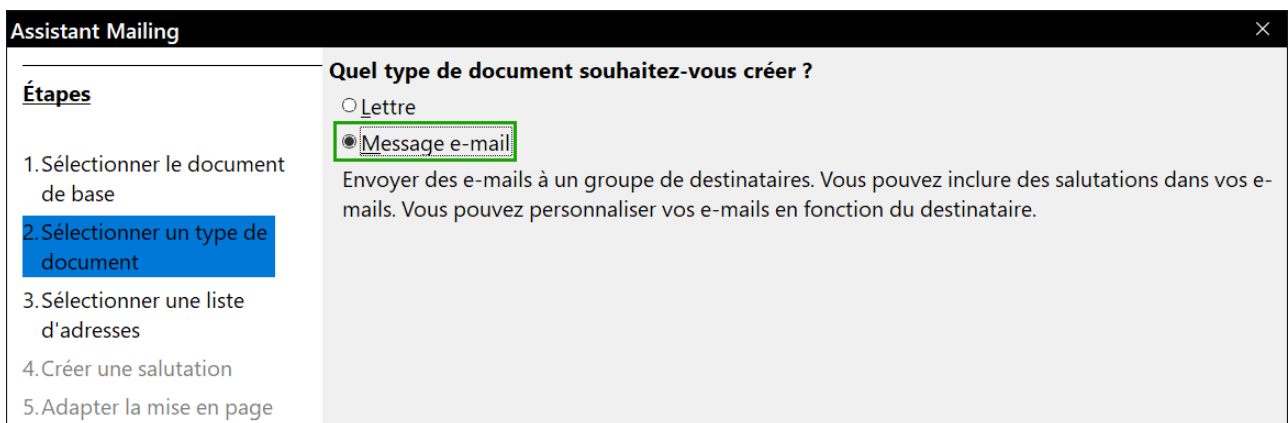 Assistant Mailing
Étapes
1.Sélectionner le document
de base
2.Sélectionner un type de
document
3.Sélectionner une liste
d'adresses
4.Créer une salutation
5.Adapter la mise en page
Quel type de document souhaitez-vous créer ?
Lettre
Message e-mail
Envoyer des e-mails à un groupe de destinataires. Vous pouvez inclure des salutations dans vos e-
mails. Vous pouvez personnaliser vos e-mails en fonction du destinataire.